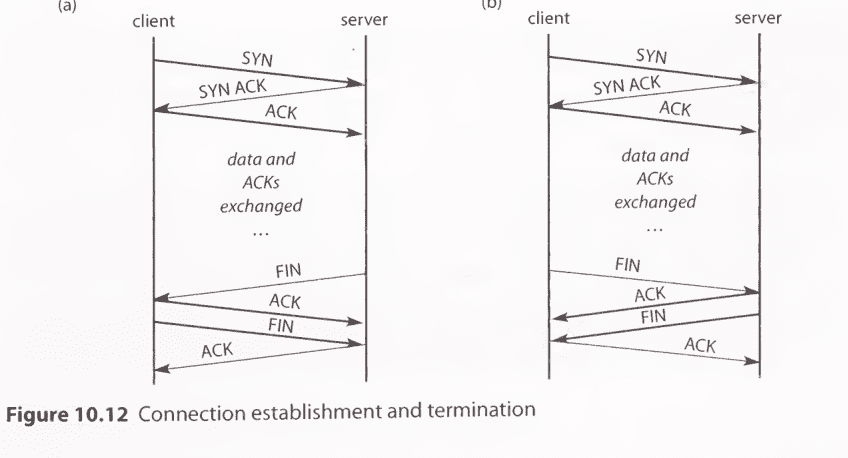 (a)
client server
SYN
SYN ACK
ACK
data and
ACKs
exchanged
...
FIN
ACK
FIN
ACK
(b)
client server
SYN
SYN ACK
ACK
data and
ACKs
exchanged
...
FIN
ACK
FIN
ACK
Figure 10.12 Connection establishment and termination